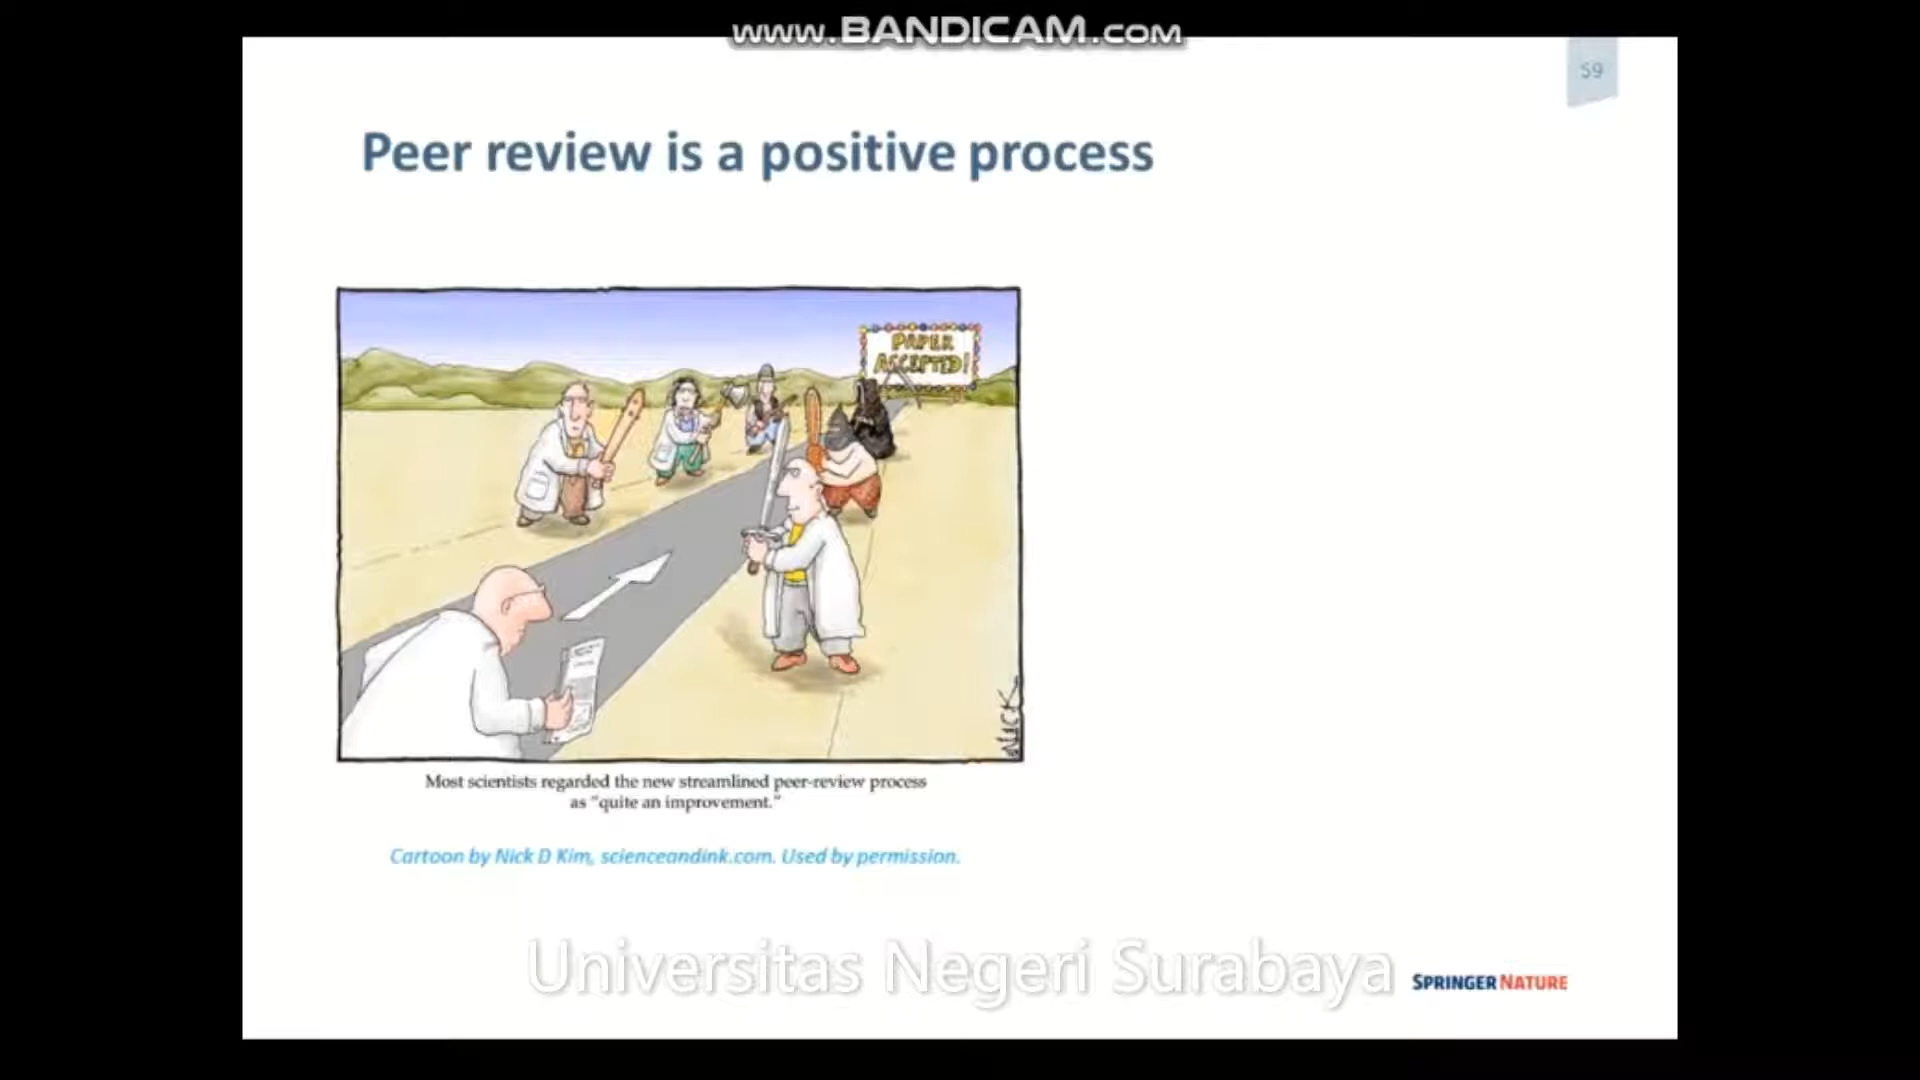 www.BANDICAM.com
59
Peer review is a positive process
PAPER
ACCEPTED!
NICK
Most scientists regarded the new streamlined peer-review process
as "quite an improvement."
Cartoon by Nick D Kim, scienceandink.com. Used by permission.
Universitas Negeri Surabaya
SPRINGER NATURE